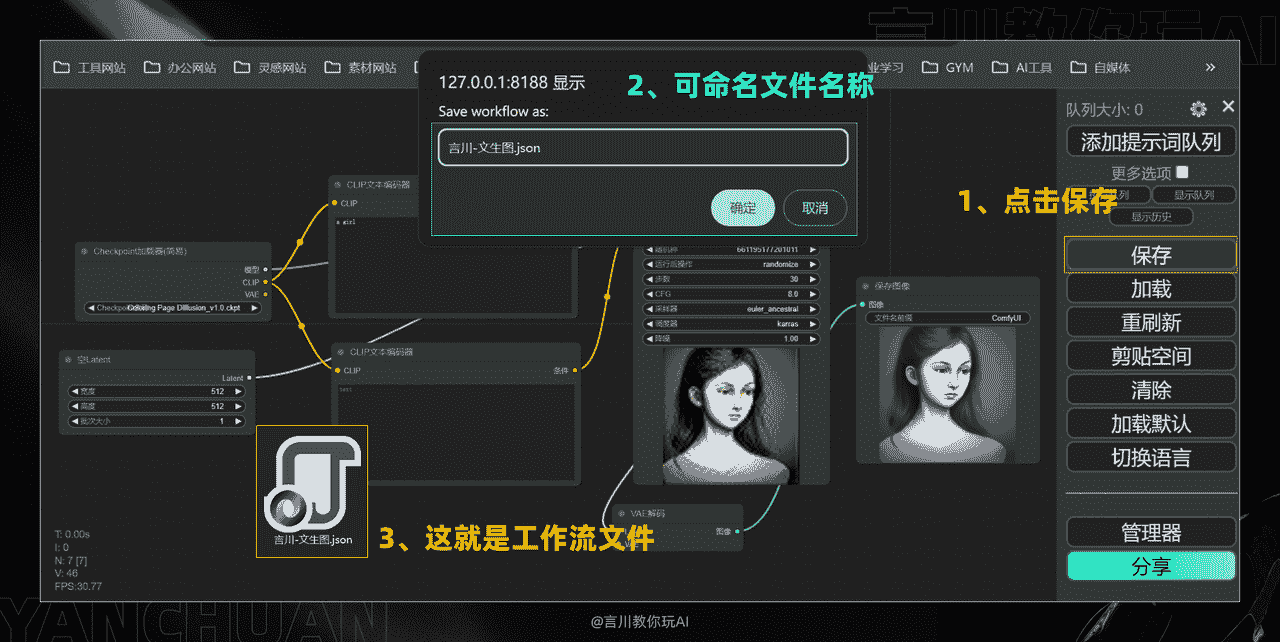 言川教你玩AI
工具网站
办公网站
灵感网站
素材网站
业学习
GYM
AI工具
自媒体
»
127.0.0.1:8188 显示
2、可命名文件名称
Save workflow as:
言川-文生图.json
确定
取消
队列大小: 0
添加提示词队列
更多选项
显示队列
1、点击保存
显示历史
保存
加载
重刷新
剪贴空间
清除
加载默认
切换语言
管理器
分享
CLIP文本编码器
CLIP
a girl
Checkpoint加载器(简易)
模型
CLIP
VAE
Coloring Page Diffusion_v1.0.ckpt
随机种
661195177201011
运行后操作
randomize
步数
30
CFG
8.0
采样器
euler_ancestral
调度器
karras
降噪
1.00
保存图像
图像
文件名前缀
ComfyUI
空Latent
Latent
宽度
512
高度
512
批次大小
1
CLIP文本编码器
CLIP
条件
text
VAE解码
图像
言川-文生图.json
3、这就是工作流文件
T: 0.00s
I: 0
N: 7 [7]
V: 46
FPS:30.77
YANCHUAN
@言川教你玩AI